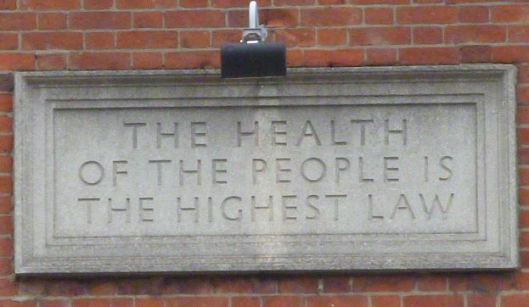 THE HEALTH
OF THE PEOPLE IS
THE HIGHEST LAW